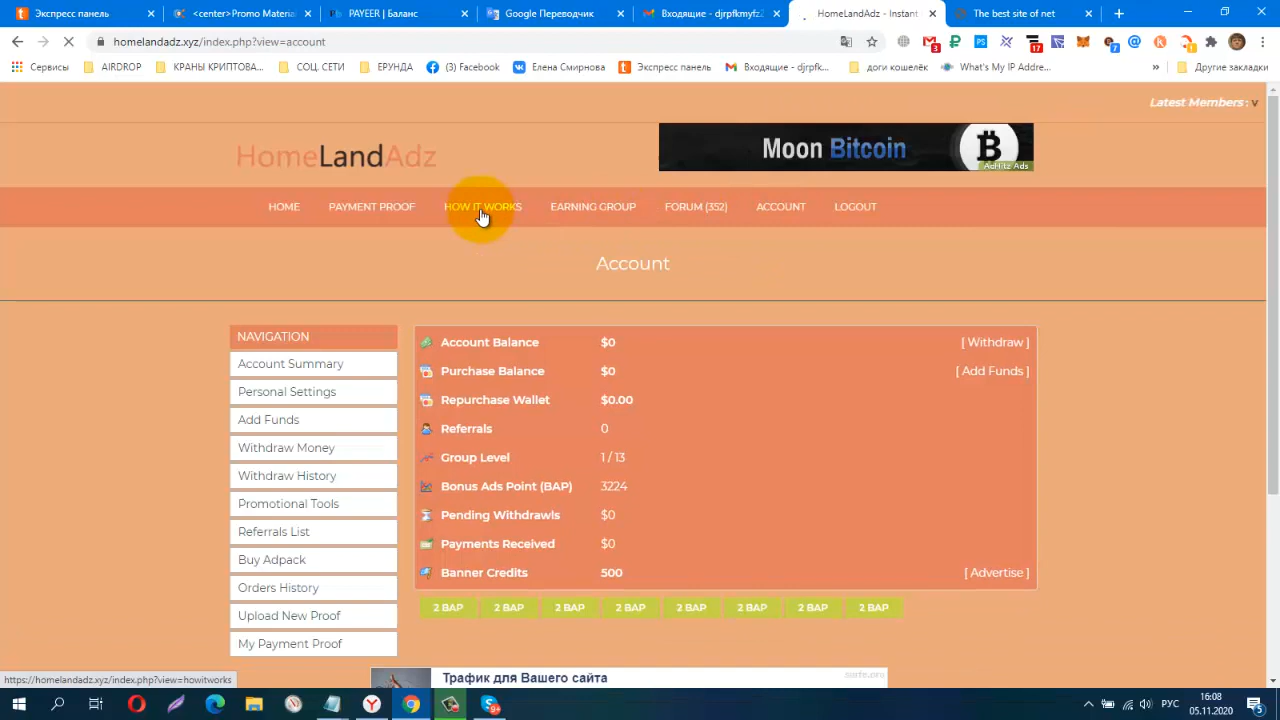 Экспресс панель
<center>Promo Material
PAYEER | Баланс
Google Переводчик
Входящие - djrpkmyfz
HomeLandAdz - Instant
The best site of net
homelandadz.xyz/index.php?view=account
3
17
7
1
Сервисы
AIRDROP
КРАНЫ КРИПТОВА...
СОЦ. СЕТИ
ЕРУНДА
(3) Facebook
Елена Смирнова
Экспресс панель
Входящие - djrpfk...
доги кошелёк
What's My IP Addre...
»
Другие закладки
Latest Members : v
HomeLandAdz
Moon Bitcoin
AdHitz Ads
HOME
PAYMENT PROOF
HOW IT WORKS
EARNING GROUP
FORUM (352)
ACCOUNT
LOGOUT
Account
NAVIGATION
Account Summary
Personal Settings
Add Funds
Withdraw Money
Withdraw History
Promotional Tools
Referrals List
Buy Adpack
Orders History
Upload New Proof
My Payment Proof
Account Balance $0 [ Withdraw ]
Purchase Balance $0 [ Add Funds ]
Repurchase Wallet $0.00
Referrals 0
Group Level 1 / 13
Bonus Ads Point (BAP) 3224
Pending Withdrawls $0
Payments Received $0
Banner Credits 500 [ Advertise ]
2 BAP 2 BAP 2 BAP 2 BAP 2 BAP 2 BAP 2 BAP 2 BAP
Трафик для Вашего сайта
https://homelandadz.xyz/index.php?view=howitworks
9+
РУС
16:08
05.11.2020
5